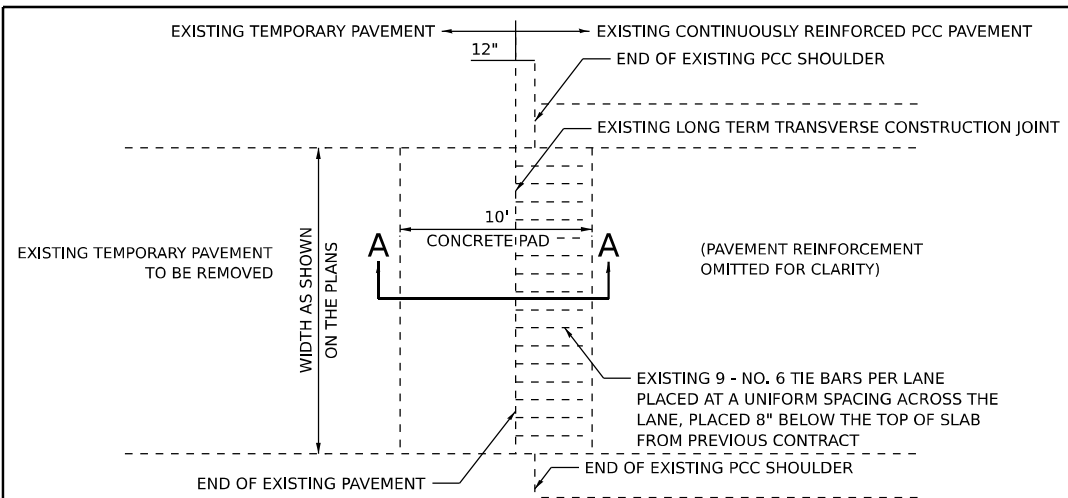 EXISTING TEMPORARY PAVEMENT
EXISTING CONTINUOUSLY REINFORCED PCC PAVEMENT
12"
END OF EXISTING PCC SHOULDER
EXISTING LONG TERM TRANSVERSE CONSTRUCTION JOINT
10'
CONCRETE PAD
A
A
EXISTING TEMPORARY PAVEMENT
TO BE REMOVED
WIDTH AS SHOWN
ON THE PLANS
(PAVEMENT REINFORCEMENT
OMITTED FOR CLARITY)
EXISTING 9 - NO. 6 TIE BARS PER LANE
PLACED AT A UNIFORM SPACING ACROSS THE
LANE, PLACED 8" BELOW THE TOP OF SLAB
FROM PREVIOUS CONTRACT
END OF EXISTING PAVEMENT
END OF EXISTING PCC SHOULDER